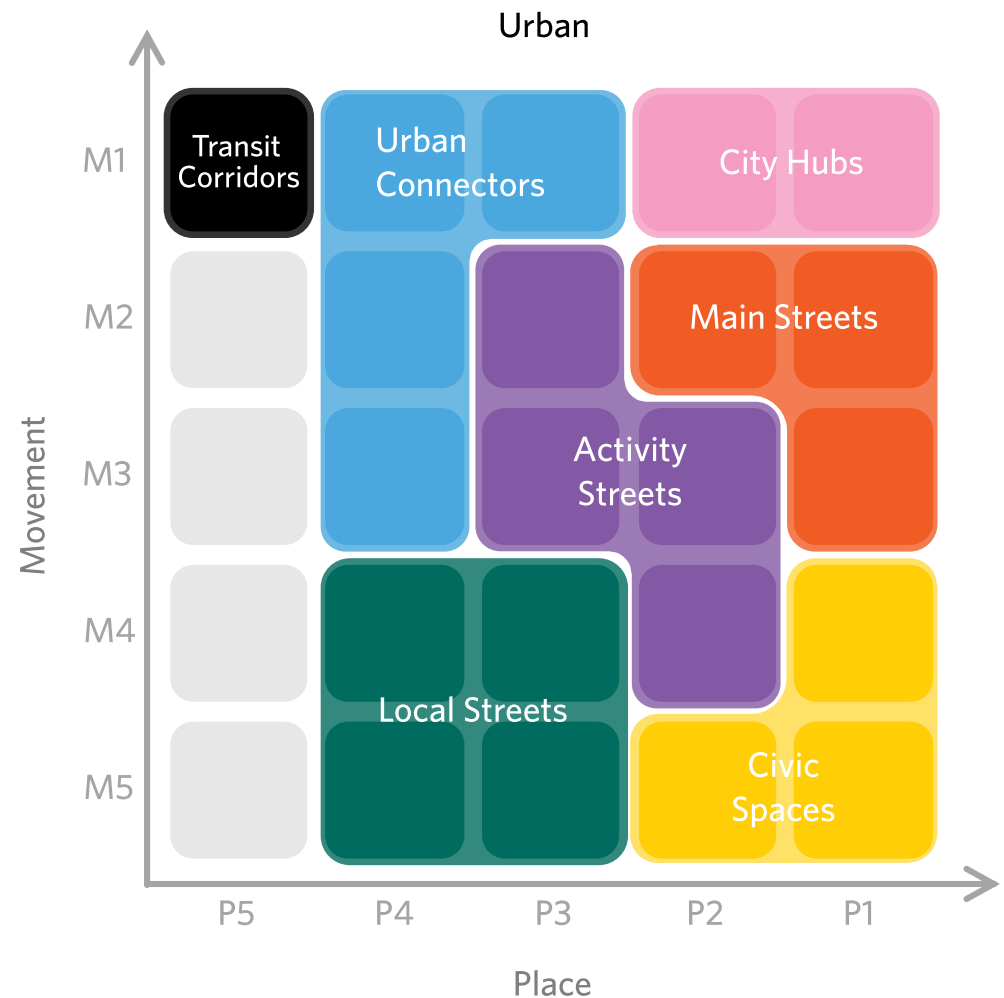 Urban
M1
Transit
Corridors
Urban
Connectors
City Hubs
M2
Main Streets
M3
Activity
Streets
Movement
M4
Local Streets
M5
Civic
Spaces
P5
P4
P3
P2
P1
Place